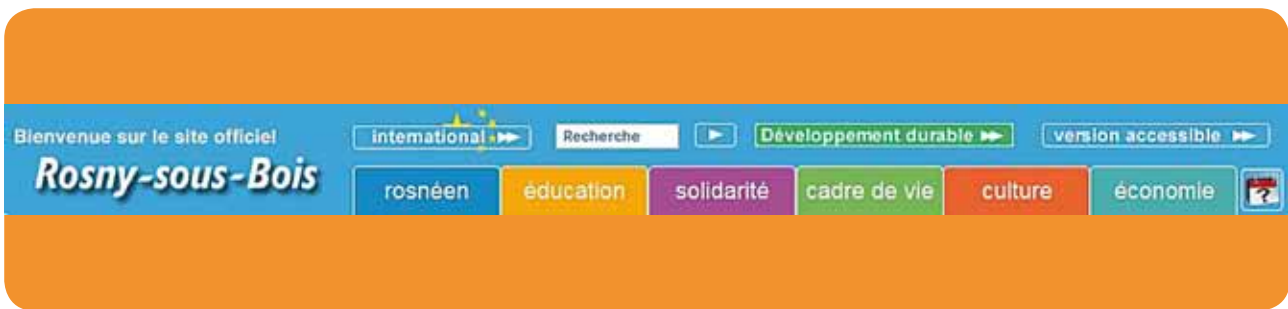 Bienvenue sur le site officiel
Rosny-sous-Bois
international
Recherche
Développement durable
version accessible
rosnéen
éducation
solidarité
cadre de vie
culture
économie
?